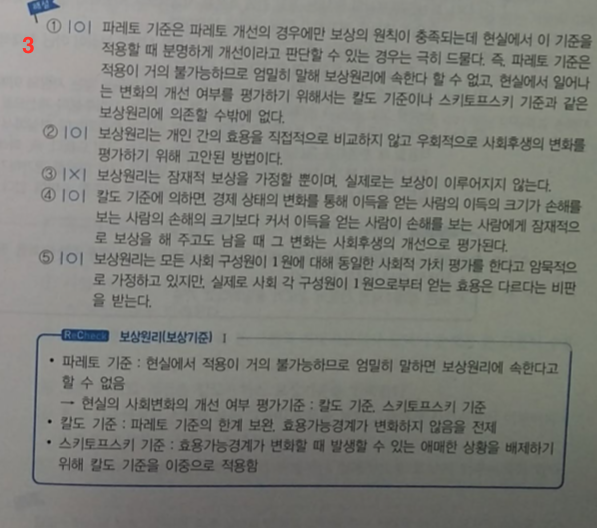 해설
3
① |O| 파레토 기준은 파레토 개선의 경우에만 보상의 원칙이 충족되는데 현실에서 이 기준을
적용할 때 분명하게 개선이라고 판단할 수 있는 경우는 극히 드물다. 즉, 파레토 기준은
적용이 거의 불가능하므로 엄밀히 말해 보상원리에 속한다 할 수 없고, 현실에서 일어나
는 변화의 개선 여부를 평가하기 위해서는 칼도 기준이나 스키토프스키 기준과 같은
보상원리에 의존할 수밖에 없다.
② |O| 보상원리는 개인 간의 효용을 직접적으로 비교하지 않고 우회적으로 사회후생의 변화를
평가하기 위해 고안된 방법이다.
③ |X| 보상원리는 잠재적 보상을 가정할 뿐이며, 실제로는 보상이 이루어지지 않는다.
④ |O| 칼도 기준에 의하면, 경제 상태의 변화를 통해 이득을 얻는 사람의 이득의 크기가 손해를
보는 사람의 손해의 크기보다 커서 이득을 얻는 사람이 손해를 보는 사람에게 잠재적으
로 보상을 해 주고도 남을 때 그 변화는 사회후생의 개선으로 평가된다.
⑤ |O| 보상원리는 모든 사회 구성원이 1원에 대해 동일한 사회적 가치 평가를 한다고 암묵적으
로 가정하고 있지만, 실제로 사회 각 구성원이 1원으로부터 얻는 효용은 다르다는 비판
을 받는다.
ReCheck 보상원리(보상기준) I
• 파레토 기준 : 현실에서 적용이 거의 불가능하므로 엄밀히 말하면 보상원리에 속한다고
할 수 없음
→ 현실의 사회변화의 개선 여부 평가기준 : 칼도 기준, 스키토프스키 기준
• 칼도 기준 : 파레토 기준의 한계 보완, 효용가능경계가 변화하지 않음을 전제
• 스키토프스키 기준 : 효용가능경계가 변화할 때 발생할 수 있는 애매한 상황을 배제하기
위해 칼도 기준을 이중으로 적용함